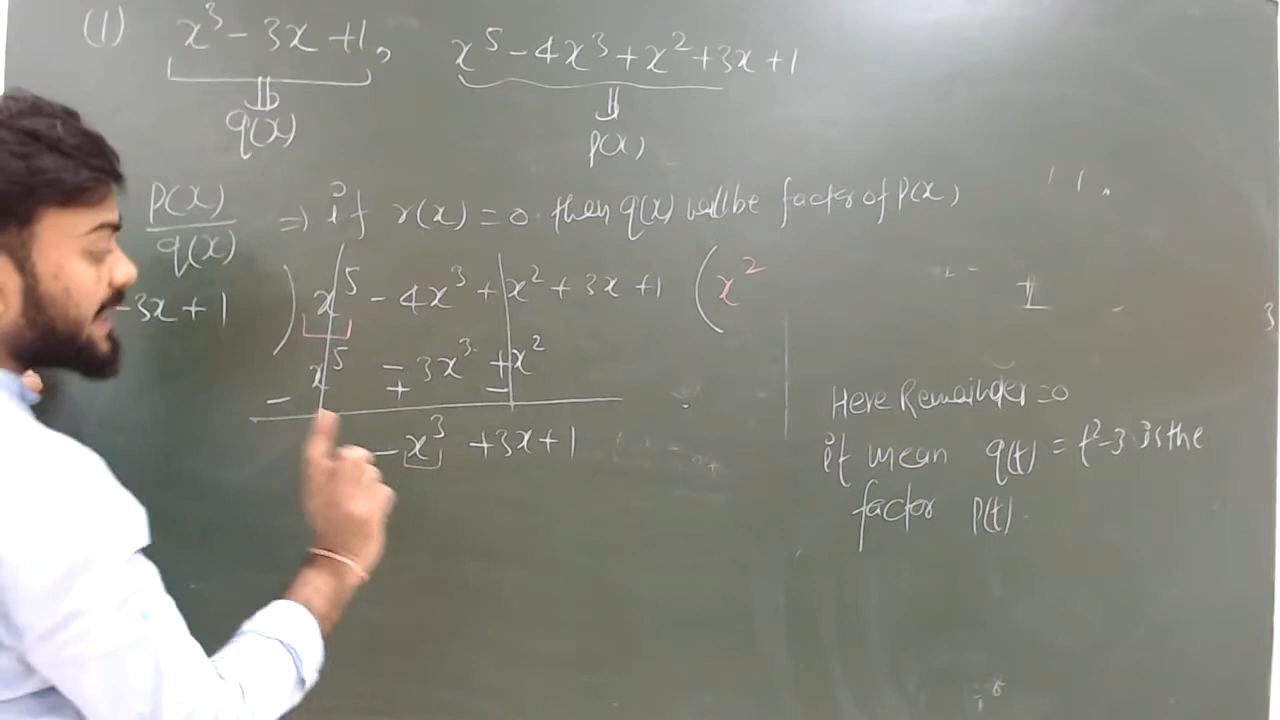 (1) x³ - 3x + 1, x⁵ - 4x³ + x² + 3x + 1
⇓ ⇓
q(x) p(x)
P(x)/q(x) ⇒ if r(x) = 0 then q(x) will be factor of P(x)
-3x + 1 ) x⁵ - 4x³ + x² + 3x + 1 ( x²
x⁵ - 3x³ + x²
- + -
- x³ + 3x + 1
Here Remainder = 0
it mean q(t) = t² - 3 is the
factor P(t)